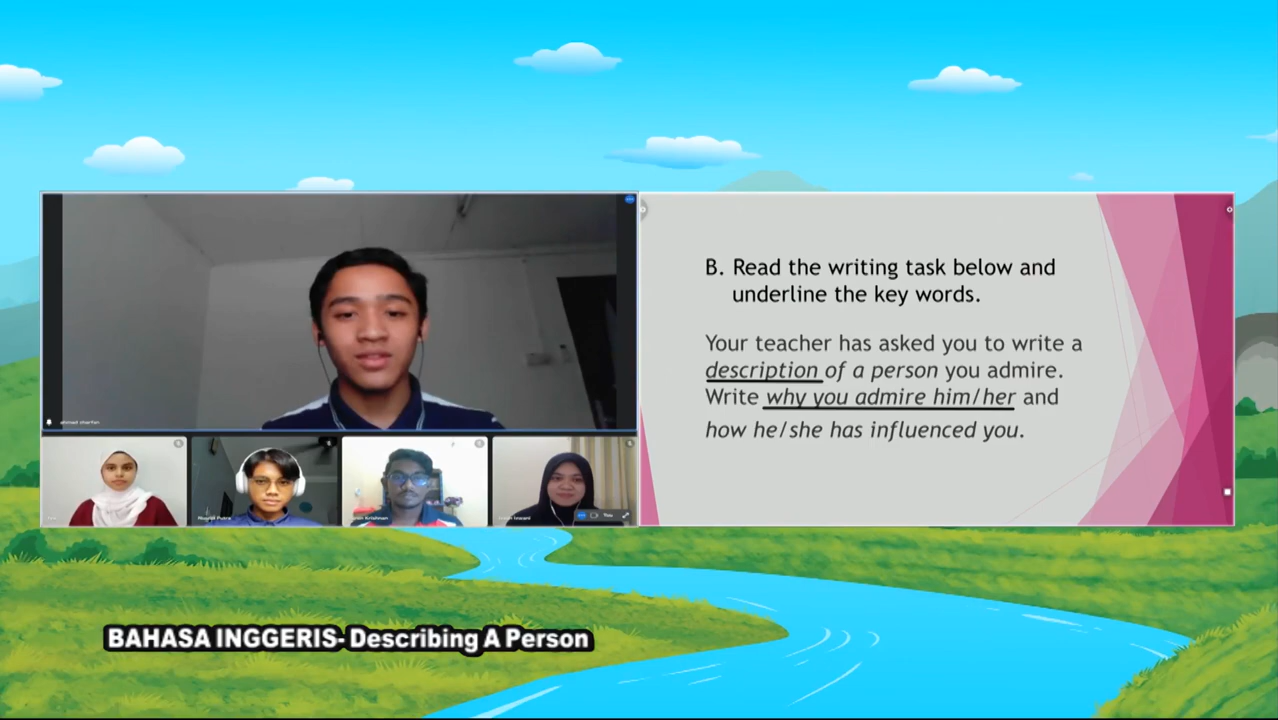 B. Read the writing task below and
underline the key words.
Your teacher has asked you to write a
description of a person you admire.
Write why you admire him/her and
how he/she has influenced you.
You
BAHASA INGGERIS- Describing A Person